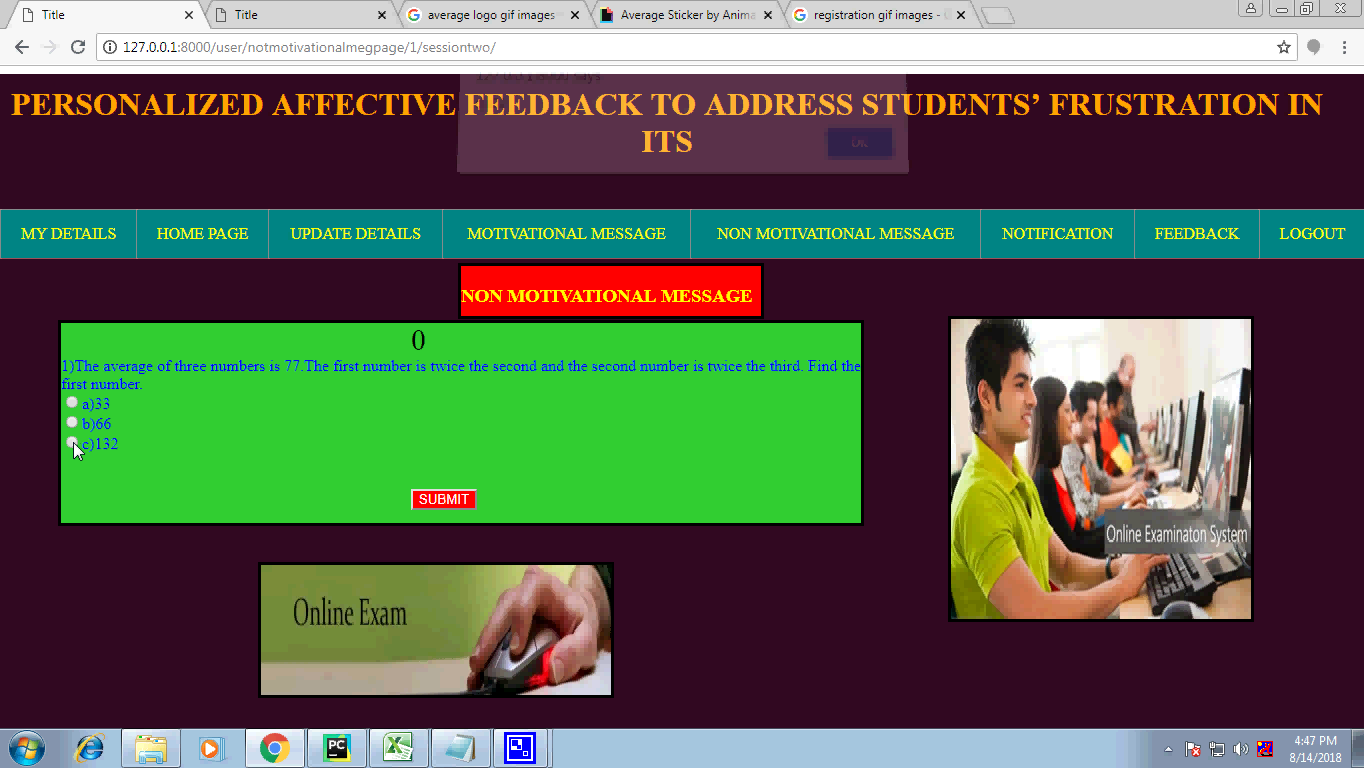 Title
Title
average logo gif images
Average Sticker by Anima
registration gif images -
127.0.0.1:8000/user/notmotivationalmegpage/1/sessiontwo/
PERSONALIZED AFFECTIVE FEEDBACK TO ADDRESS STUDENTS’ FRUSTRATION IN
ITS
OK
MY DETAILS HOME PAGE UPDATE DETAILS MOTIVATIONAL MESSAGE NON MOTIVATIONAL MESSAGE NOTIFICATION FEEDBACK LOGOUT
NON MOTIVATIONAL MESSAGE
0
1)The average of three numbers is 77.The first number is twice the second and the second number is twice the third. Find the
first number.
a)33
b)66
c)132
SUBMIT
Online Examinaton System
Online Exam
PC
4:47 PM
8/14/2018